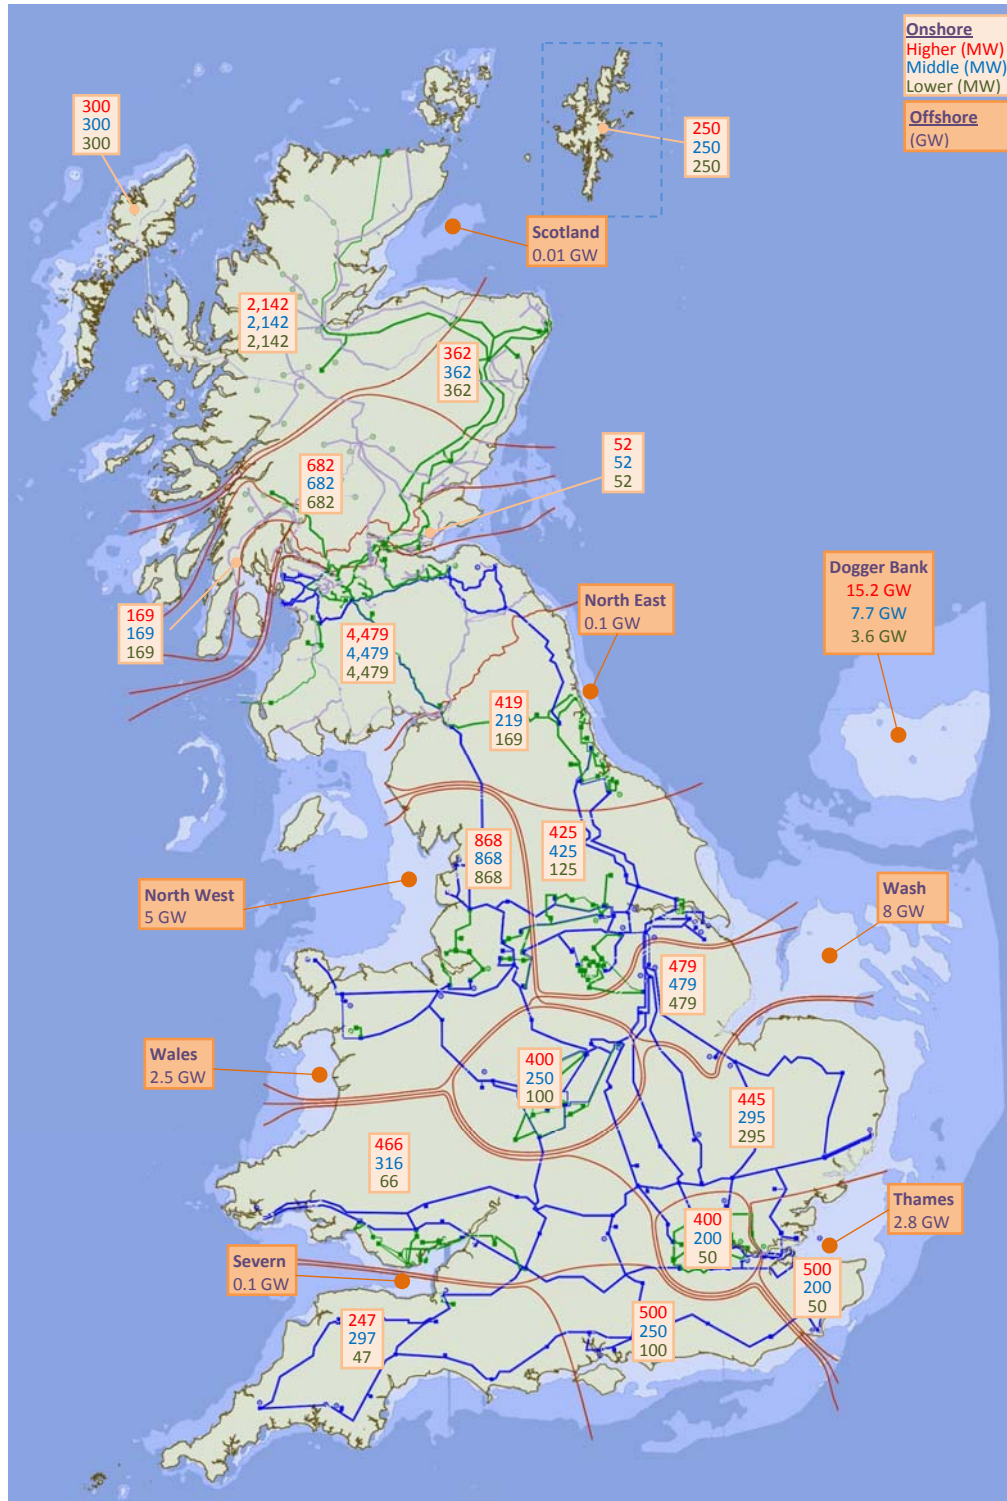 Onshore
Higher (MW)
Middle (MW)
Lower (MW)
Offshore
(GW)
300
300
300
250
250
250
Scotland
0.01 GW
2,142
2,142
2,142
362
362
362
52
52
52
682
682
682
Dogger Bank
15.2 GW
7.7 GW
3.6 GW
North East
0.1 GW
169
169
169
4,479
4,479
4,479
419
219
169
868
868
868
425
425
125
North West
5 GW
Wash
8 GW
479
479
479
Wales
2.5 GW
400
250
100
445
295
295
466
316
66
Thames
2.8 GW
400
200
50
Severn
0.1 GW
500
200
50
247
297
47
500
250
100